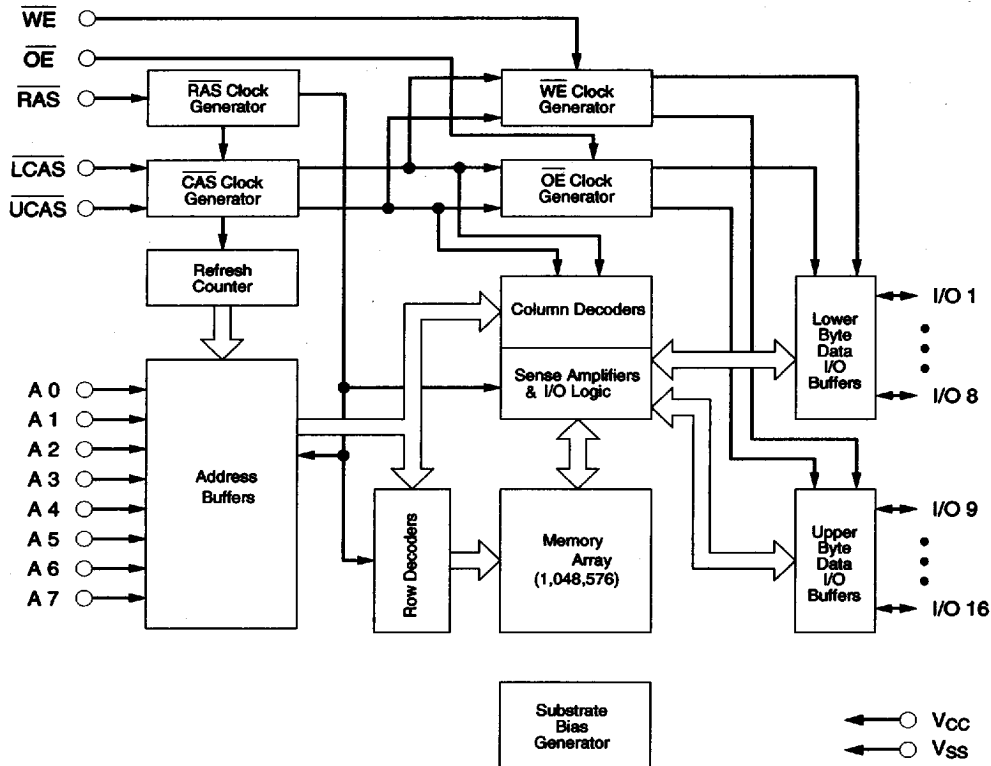 WE
OE
RAS
LCAS
UCAS
RAS Clock
Generator
CAS Clock
Generator
Refresh
Counter
WE Clock
Generator
OE Clock
Generator
Column Decoders
Sense Amplifiers
& I/O Logic
Lower
Byte
Data
I/O
Buffers
I/O 1
I/O 8
A 0
A 1
A 2
A 3
A 4
A 5
A 6
A 7
Address
Buffers
Row Decoders
Memory
Array
(1,048,576)
Upper
Byte
Data
I/O
Buffers
I/O 9
I/O 16
Substrate
Bias
Generator
VCC
VSS